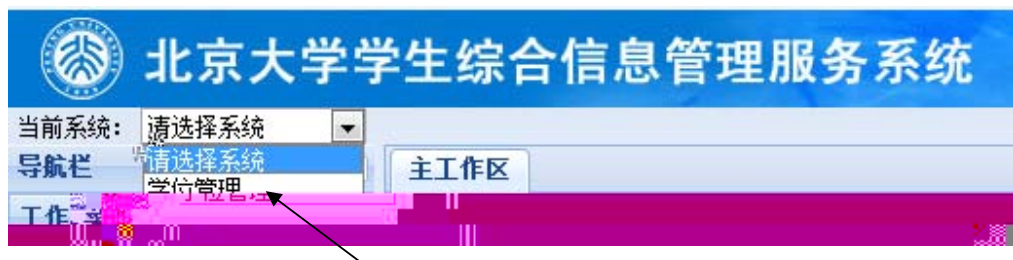 北京大学学生综合信息管理服务系统
当前系统： 请选择系统
导航栏 请选择系统 主工作区
学位管理
工作